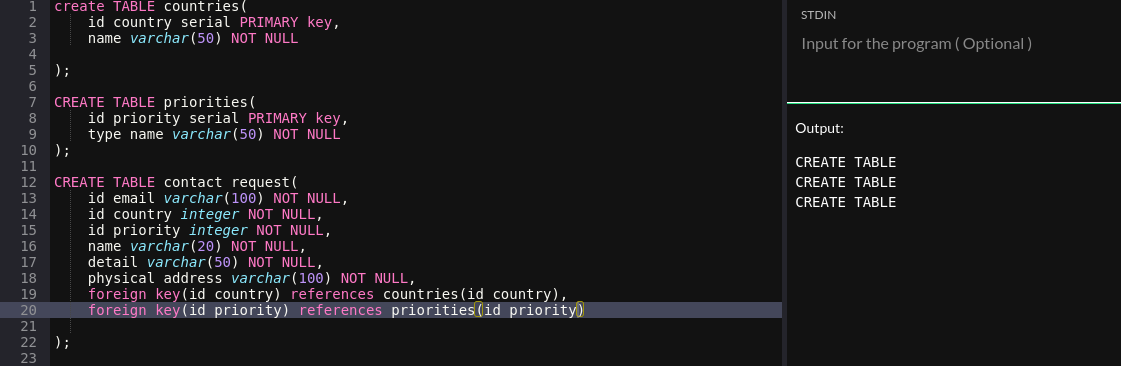 1 create TABLE countries(
2 id country serial PRIMARY key,
3 name varchar(50) NOT NULL
4
5 );
6
7 CREATE TABLE priorities(
8 id priority serial PRIMARY key,
9 type name varchar(50) NOT NULL
10 );
11
12 CREATE TABLE contact request(
13 id email varchar(100) NOT NULL,
14 id country integer NOT NULL,
15 id priority integer NOT NULL,
16 name varchar(20) NOT NULL,
17 detail varchar(50) NOT NULL,
18 physical address varchar(100) NOT NULL,
19 foreign key(id country) references countries(id country),
20 foreign key(id priority) references priorities(id priority)
21
22 );
23
STDIN
Input for the program ( Optional )
Output:
CREATE TABLE
CREATE TABLE
CREATE TABLE